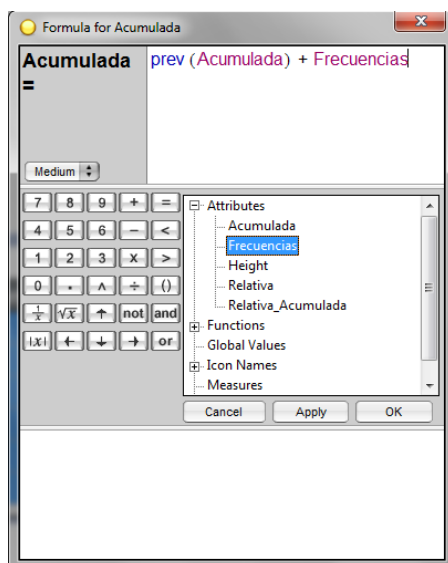 Formula for Acumulada
x
Acumulada prev (Acumulada) + Frecuencias
=
Medium
7 8 9 + =
4 5 6 − <
1 2 3 x >
0 . ^ ÷ ()
1/x √x ↑ not and
|x| ← ↓ → or
Attributes
Acumulada
Frecuencias
Height
Relativa
Relativa_Acumulada
Functions
Global Values
Icon Names
Measures
Cancel Apply OK